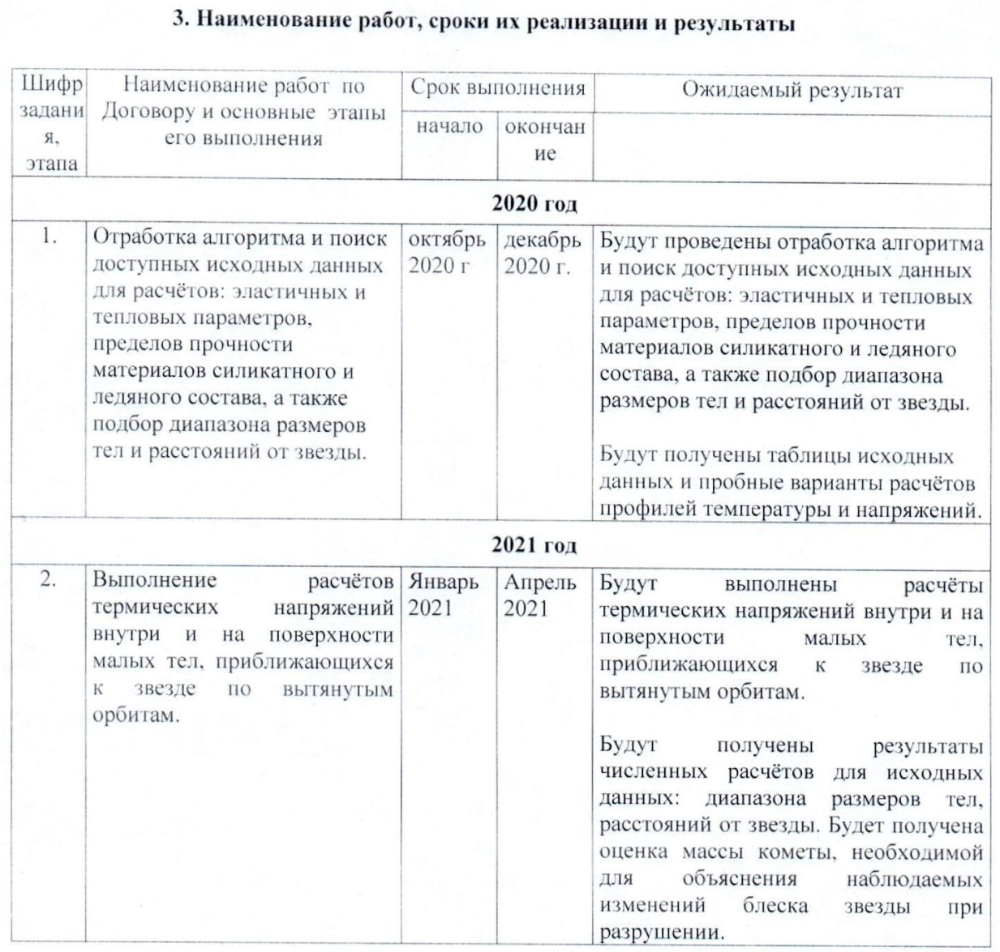 3. Наименование работ, сроки их реализации и результаты
Шифр
задани
я,
этапа
Наименование работ по
Договору и основные этапы
его выполнения
Срок выполнения
начало
окончан
ие
Ожидаемый результат
2020 год
1.
Отработка алгоритма и поиск
доступных исходных данных
для расчётов: эластичных и
тепловых параметров,
пределов прочности
материалов силикатного и
ледяного состава, а также
подбор диапазона размеров
тел и расстояний от звезды.
октябрь
2020 г
декабрь
2020 г.
Будут проведены отработка алгоритма
и поиск доступных исходных данных
для расчётов: эластичных и тепловых
параметров, пределов прочности
материалов силикатного и ледяного
состава, а также подбор диапазона
размеров тел и расстояний от звезды.
Будут получены таблицы исходных
данных и пробные варианты расчётов
профилей температуры и напряжений.
2021 год
2.
Выполнение расчётов
термических напряжений
внутри и на поверхности
малых тел, приближающихся
к звезде по вытянутым
орбитам.
Январь
2021
Апрель
2021
Будут выполнены расчёты
термических напряжений внутри и на
поверхности малых тел,
приближающихся к звезде по
вытянутым орбитам.
Будут получены результаты
численных расчётов для исходных
данных: диапазона размеров тел,
расстояний от звезды. Будет получена
оценка массы кометы, необходимой
для объяснения наблюдаемых
изменений блеска звезды при
разрушении.